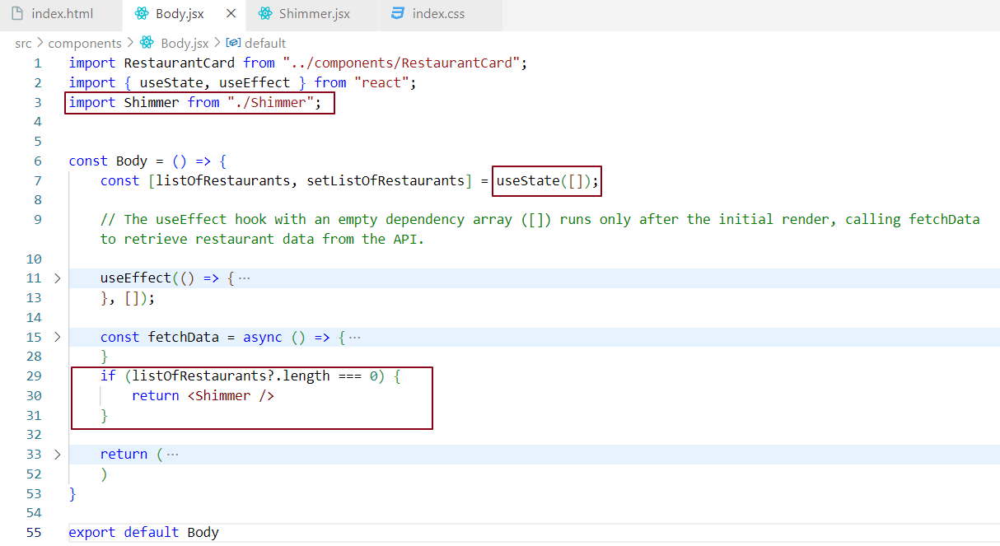 index.html Body.jsx × Shimmer.jsx index.css
src > components > Body.jsx > default
1 import RestaurantCard from "../components/RestaurantCard";
2 import { useState, useEffect } from "react";
3 import Shimmer from "./Shimmer";
4
5
6 const Body = () => {
7 const [listOfRestaurants, setListOfRestaurants] = useState([]);
8
9 // The useEffect hook with an empty dependency array ([]) runs only after the initial render, calling fetchData
to retrieve restaurant data from the API.
10
11 > useEffect(() => { ⋯
13 }, []);
14
15 > const fetchData = async () => { ⋯
28 }
29 if (listOfRestaurants?.length === 0) {
30 return <Shimmer />
31 }
32
33 > return ( ⋯
52 )
53 }
54
55 export default Body